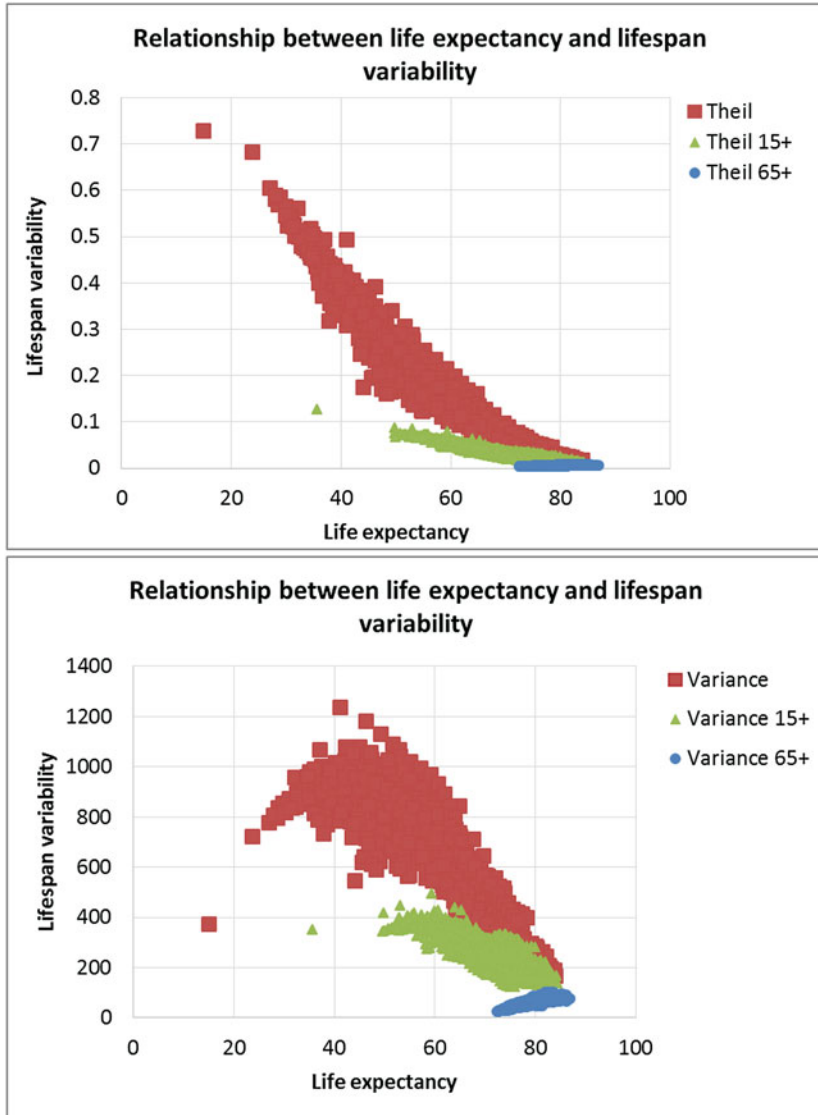 Relationship between life expectancy and lifespan
variability
Lifespan variability
0.8
0.7
0.6
0.5
0.4
0.3
0.2
0.1
0
0 20 40 60 80 100
Life expectancy
Theil
Theil 15+
Theil 65+
Relationship between life expectancy and lifespan
variability
Lifespan variability
1400
1200
1000
800
600
400
200
0
0 20 40 60 80 100
Life expectancy
Variance
Variance 15+
Variance 65+